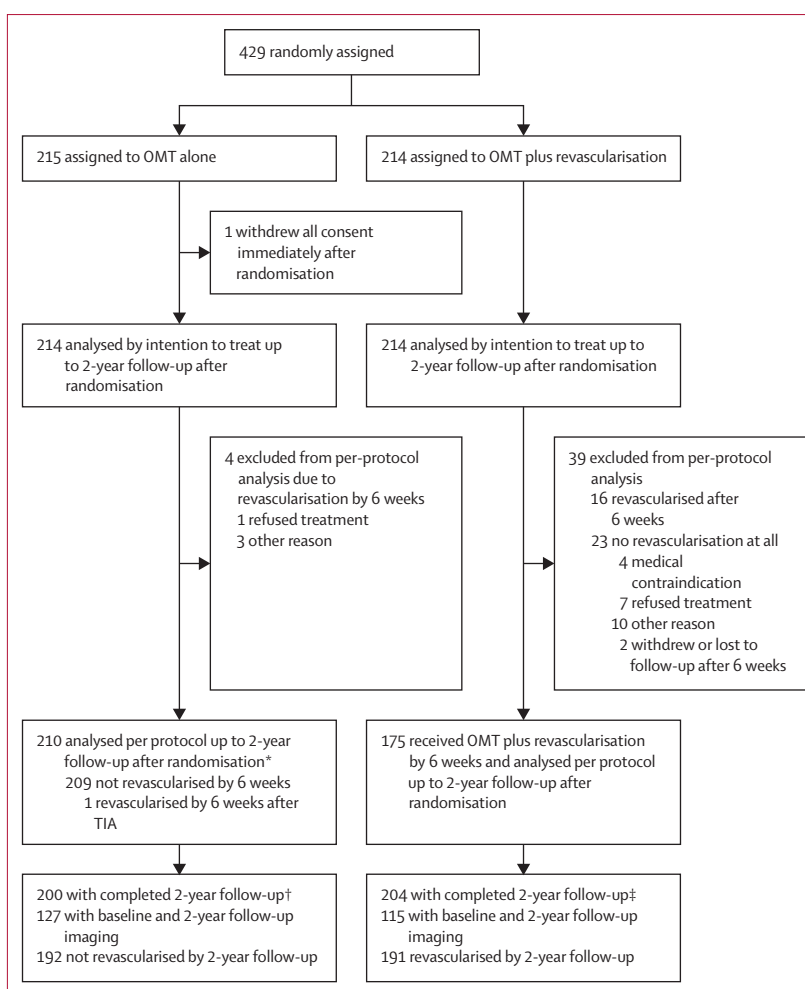 429 randomly assigned
215 assigned to OMT alone
214 assigned to OMT plus revascularisation
1 withdrew all consent
immediately after
randomisation
214 analysed by intention to treat up
to 2-year follow-up after
randomisation
214 analysed by intention to treat up to
2-year follow-up after randomisation
4 excluded from per-protocol
analysis due to
revascularisation by 6 weeks
1 refused treatment
3 other reason
39 excluded from per-protocol
analysis
16 revascularised after
6 weeks
23 no revascularisation at all
4 medical
contraindication
7 refused treatment
10 other reason
2 withdrew or lost to
follow-up after 6 weeks
210 analysed per protocol up to 2-year
follow-up after randomisation*
209 not revascularised by 6 weeks
1 revascularised by 6 weeks after
TIA
175 received OMT plus revascularisation
by 6 weeks and analysed per protocol
up to 2-year follow-up after
randomisation
200 with completed 2-year follow-up†
127 with baseline and 2-year follow-up
imaging
192 not revascularised by 2-year follow-up
204 with completed 2-year follow-up‡
115 with baseline and 2-year follow-up
imaging
191 revascularised by 2-year follow-up